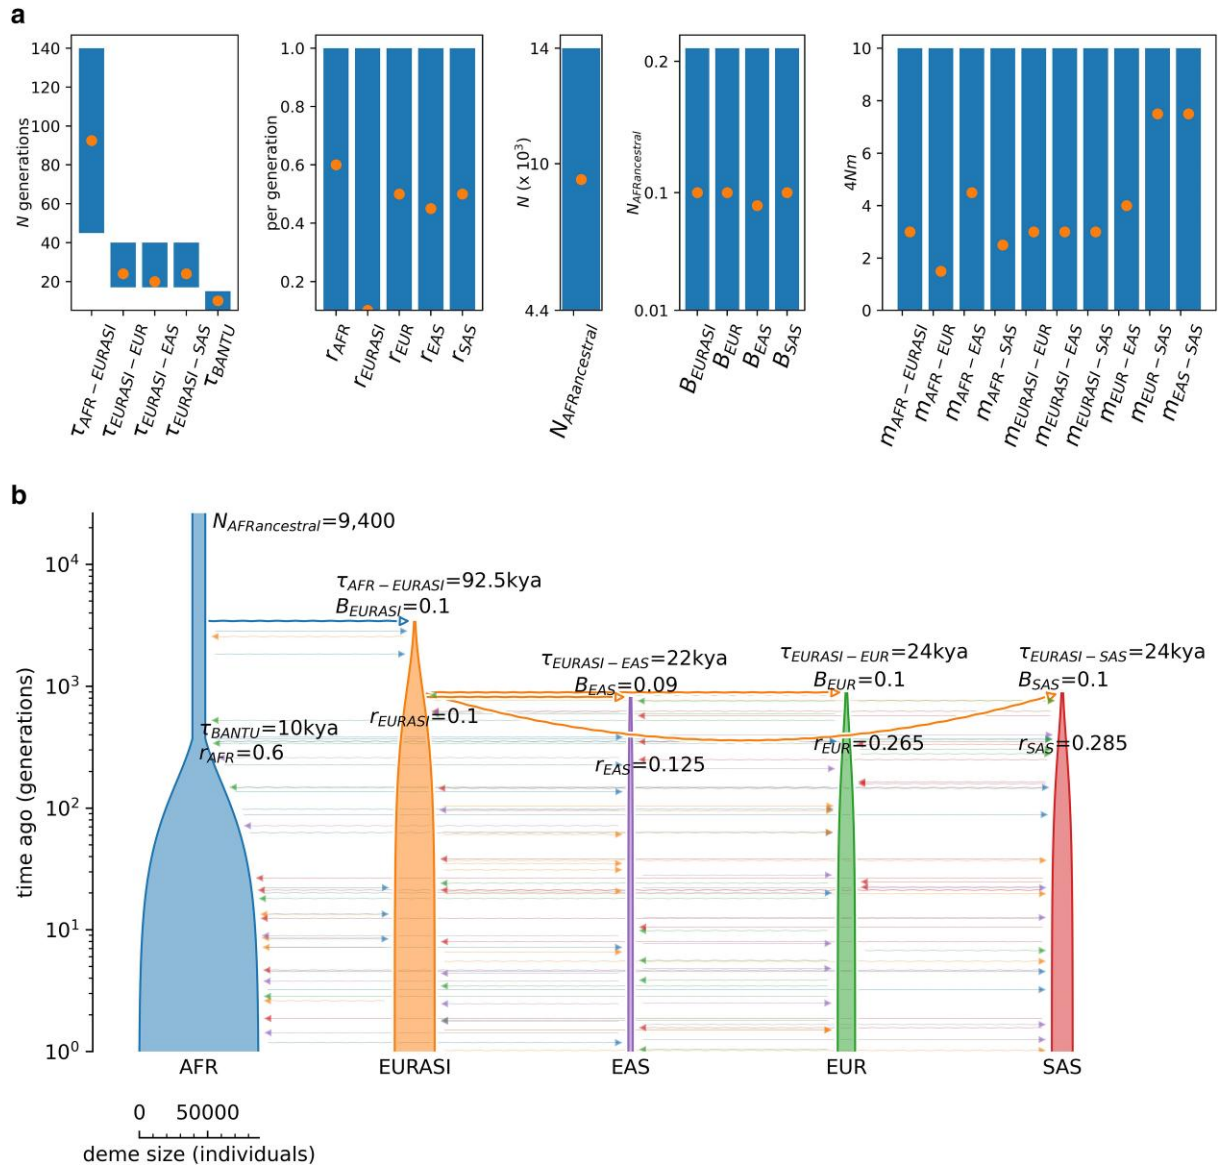 a
140
120
100
80
60
40
20
N generations
τAFR − EURASI
τEURASI − EUR
τEURASI − EAS
τEURASI − SAS
τBANTU
1.0
0.8
0.6
0.4
0.2
per generation
rAFR
rEURASI
rEUR
rEAS
rSAS
14
10
4.4
N (x 10³)
NAFRancestral
0.2
0.1
0.01
NAFRancestral
BEURASI
BEUR
BEAS
BSAS
10
8
6
4
2
0
4Nm
mAFR − EURASI
mAFR − EUR
mAFR − EAS
mAFR − SAS
mEURASI − EUR
mEURASI − EAS
mEURASI − SAS
mEUR − EAS
mEUR − SAS
mEAS − SAS
b
NAFRancestral=9,400
10⁴
τAFR − EURASI=92.5kya
BEURASI=0.1
τEURASI − EAS=22kya
BEAS=0.09
τEURASI − EUR=24kya
BEUR=0.1
τEURASI − SAS=24kya
BSAS=0.1
10³
rEURASI=0.1
τBANTU=10kya
rAFR=0.6
rEAS=0.125
rEUR=0.265
rSAS=0.285
10²
10¹
10⁰
time ago (generations)
AFR
EURASI
EAS
EUR
SAS
0 50000
deme size (individuals)